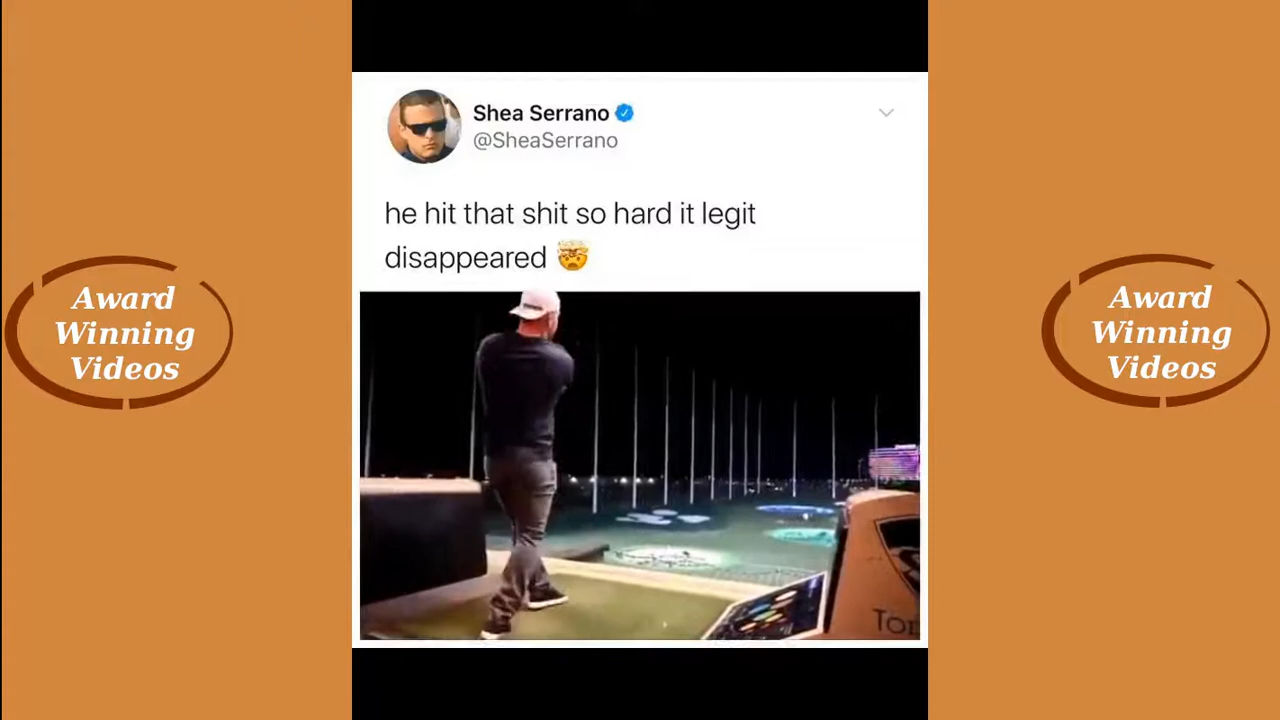 Shea Serrano
@SheaSerrano
he hit that shit so hard it legit
disappeared 🤯
Award
Winning
Videos
Award
Winning
Videos